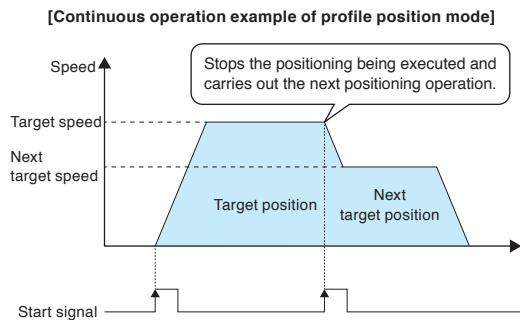 [Continuous operation example of profile position mode]
Speed
Stops the positioning being executed and
carries out the next positioning operation.
Target speed
Next
target speed
Target position
Next
target position
Start signal